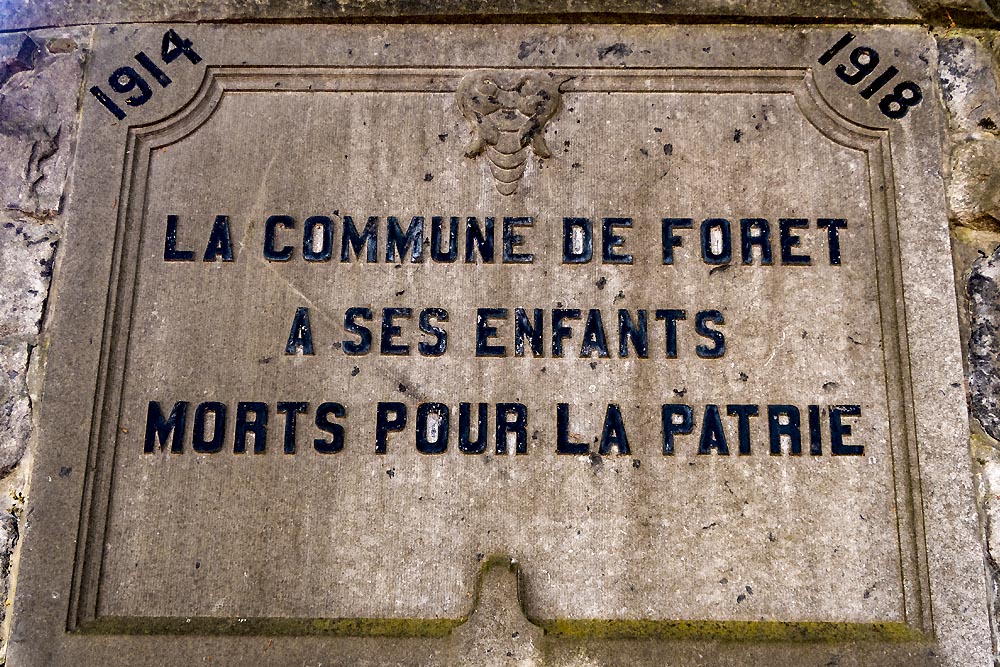 1914
1918
LA COMMUNE DE FORET
A SES ENFANTS
MORTS POUR LA PATRIE